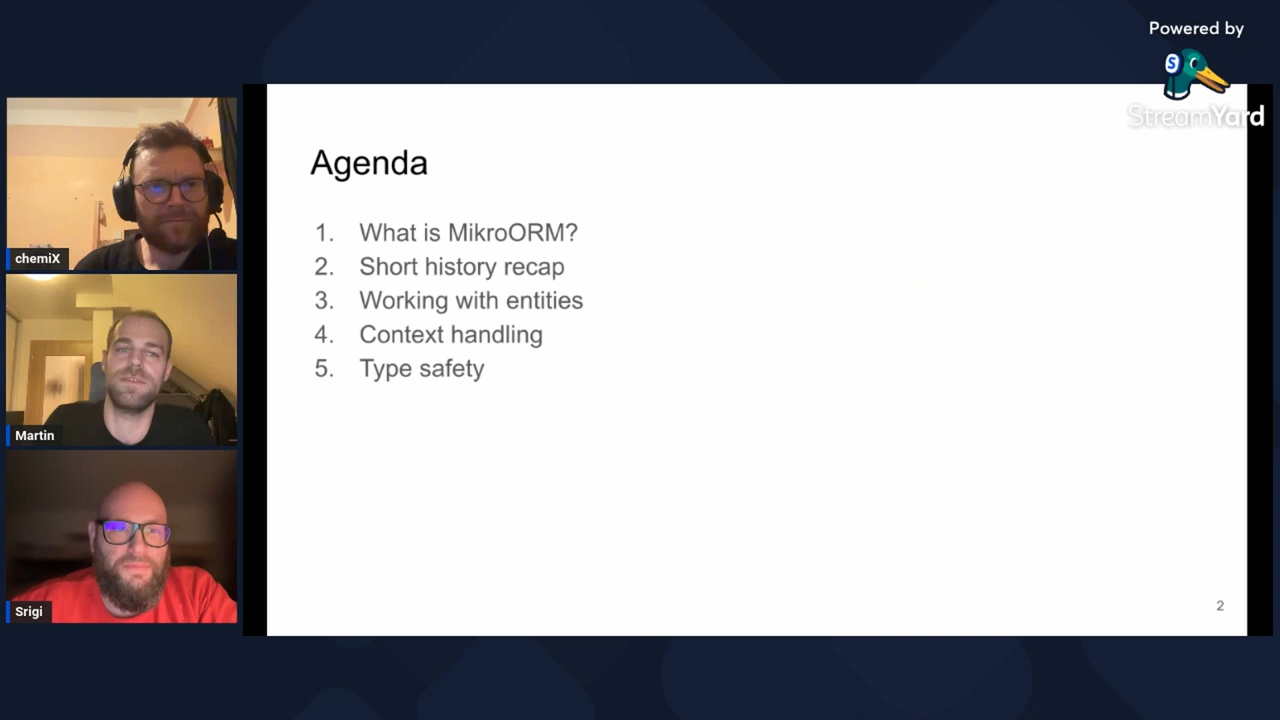 Powered by
S
StreamYard
Agenda
1. What is MikroORM?
2. Short history recap
3. Working with entities
4. Context handling
5. Type safety
2
chemiX
Martin
Srigi